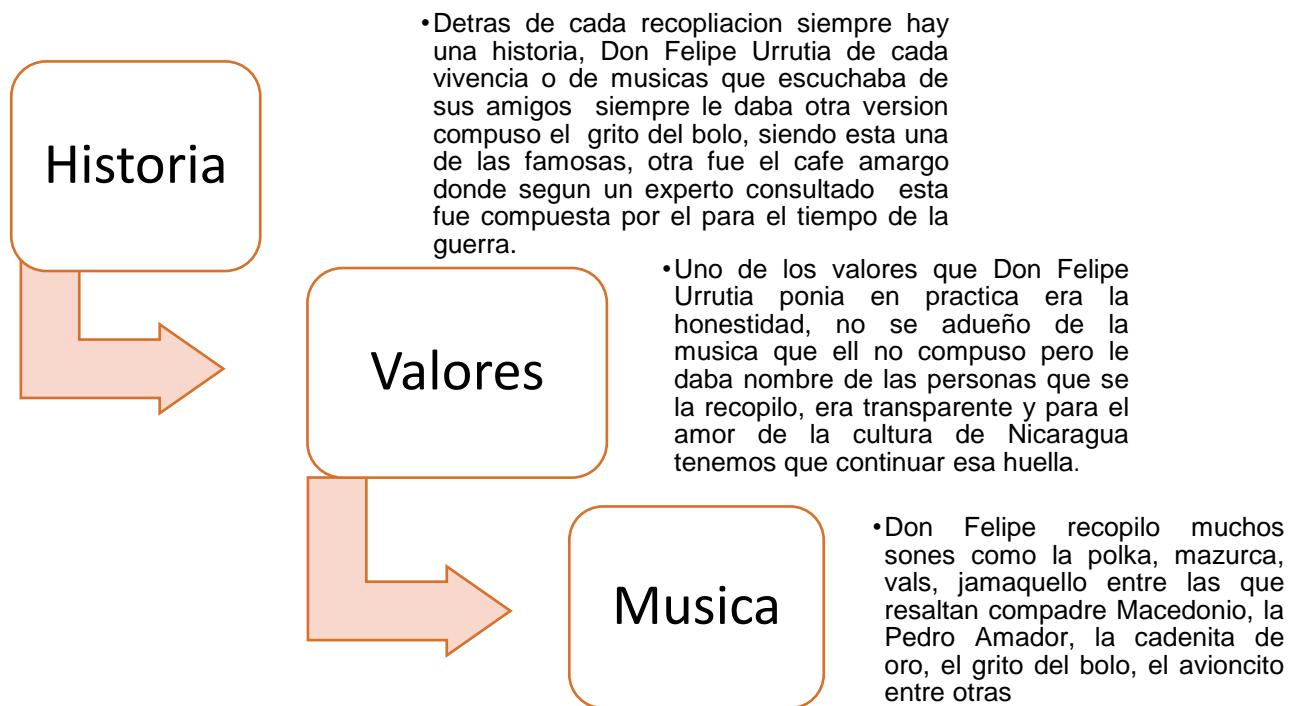 Historia
•Detras de cada recopliacion siempre hay
una historia, Don Felipe Urrutia de cada
vivencia o de musicas que escuchaba de
sus amigos siempre le daba otra version
compuso el grito del bolo, siendo esta una
de las famosas, otra fue el cafe amargo
donde segun un experto consultado esta
fue compuesta por el para el tiempo de la
guerra.
Valores
•Uno de los valores que Don Felipe
Urrutia ponia en practica era la
honestidad, no se adueño de la
musica que ell no compuso pero le
daba nombre de las personas que se
la recopilo, era transparente y para el
amor de la cultura de Nicaragua
tenemos que continuar esa huella.
Musica
•Don Felipe recopilo muchos
sones como la polka, mazurca,
vals, jamaquello entre las que
resaltan compadre Macedonio, la
Pedro Amador, la cadenita de
oro, el grito del bolo, el avioncito
entre otras